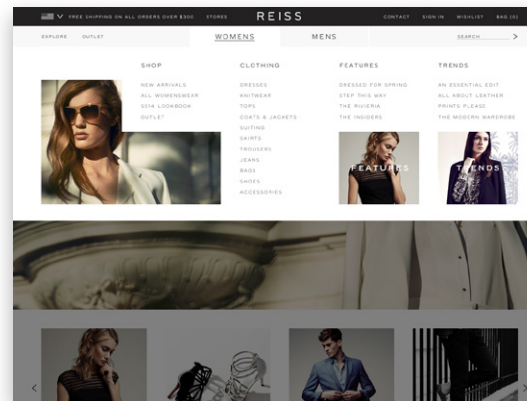 FREE SHIPPING ON ALL ORDERS OVER $300 STORES REISS CONTACT SIGN IN WISHLIST BAG (0)
EXPLORE OUTLET WOMENS MENS SEARCH
SHOP
NEW ARRIVALS
ALL WOMENSWEAR
SS14 LOOKBOOK
OUTLET
CLOTHING
DRESSES
KNITWEAR
TOPS
COATS & JACKETS
SUITING
SKIRTS
TROUSERS
JEANS
BAGS
SHOES
ACCESSORIES
FEATURES
DRESSED FOR SPRING
STEP THIS WAY
THE RIVIERIA
THE INSIDERS
FEATURES
TRENDS
AN ESSENTIAL EDIT
ALL ABOUT LEATHER
PRINTS PLEASE
THE MODERN WARDROBE
TRENDS